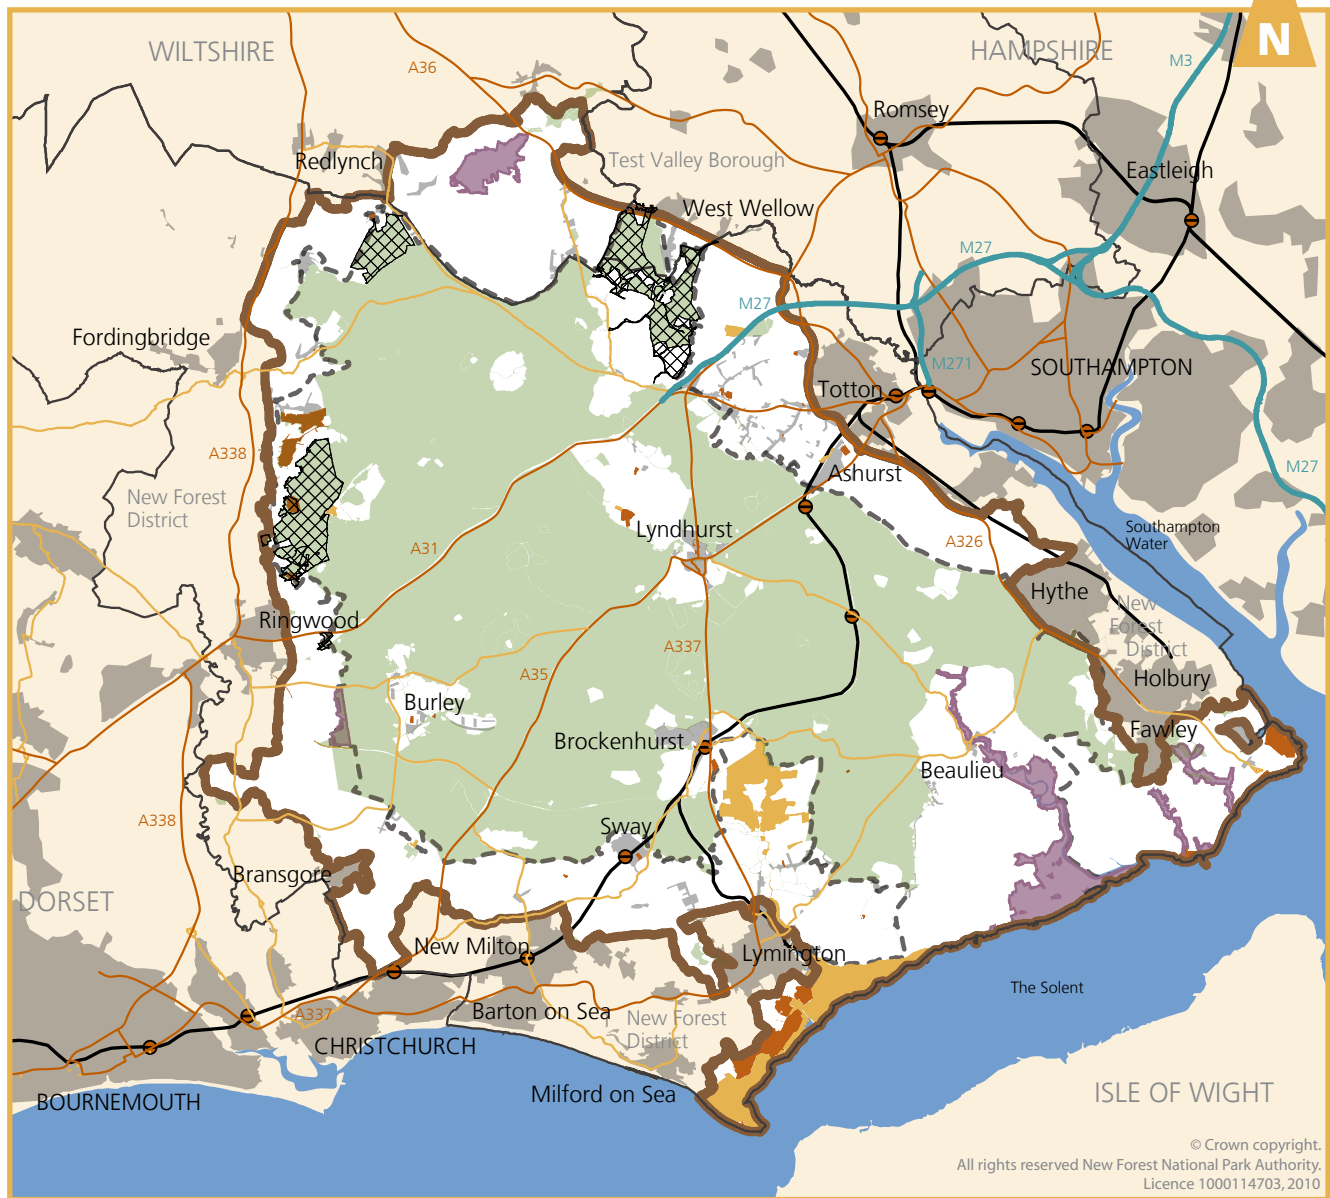 N
WILTSHIRE
HAMPSHIRE
M3
A36
Romsey
Redlynch
Test Valley Borough
Eastleigh
West Wellow
M27
M27
Fordingbridge
M271
SOUTHAMPTON
Totton
A338
Ashurst
M27
New Forest
District
Lyndhurst
Southampton
Water
A31
A326
Hythe
New
Forest
District
Ringwood
A337
A35
Holbury
Burley
Fawley
Brockenhurst
Beaulieu
A338
Sway
Bransgore
DORSET
New Milton
Lymington
The Solent
A337
Barton on Sea
New Forest
District
CHRISTCHURCH
Milford on Sea
ISLE OF WIGHT
BOURNEMOUTH
© Crown copyright.
All rights reserved New Forest National Park Authority.
Licence 1000114703, 2010